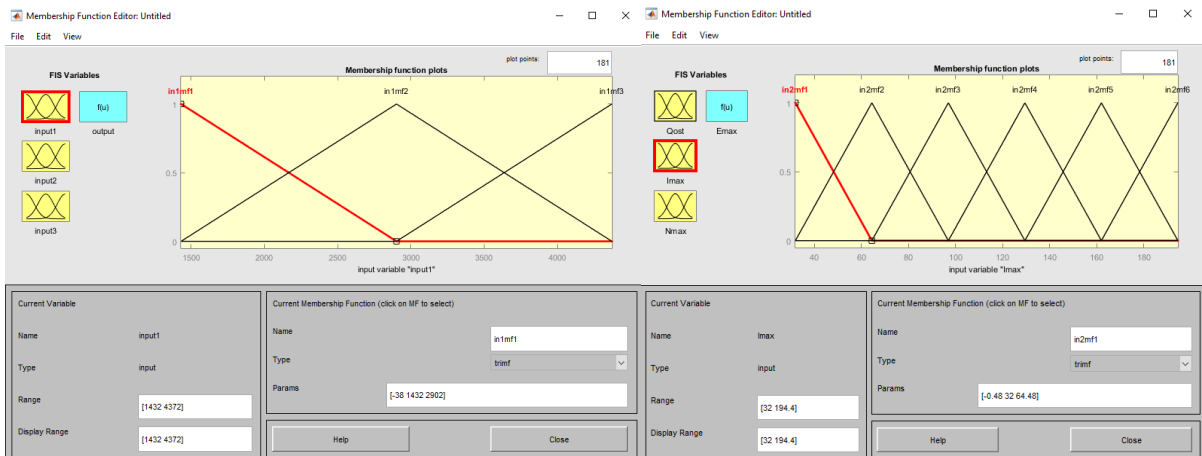 Membership Function Editor: Untitled
File Edit View
FIS Variables
f(u)
input1
output
input2
input3
plot points:
181
Membership function plots
in1mf1
in1mf2
in1mf3
1
0.5
0
1500 2000 2500 3000 3500 4000
input variable "input1"
Current Variable
Name input1
Type input
Range [1432 4372]
Display Range [1432 4372]
Current Membership Function (click on MF to select)
Name in1mf1
Type trimf
Params [-38 1432 2902]
Help Close
Membership Function Editor: Untitled
File Edit View
FIS Variables
f(u)
Qost
Emax
Imax
Nmax
plot points:
181
Membership function plots
in2mf1 in2mf2 in2mf3 in2mf4 in2mf5 in2mf6
1
0.5
0
40 60 80 100 120 140 160 180
input variable "Imax"
Current Variable
Name Imax
Type input
Range [32 194.4]
Display Range [32 194.4]
Current Membership Function (click on MF to select)
Name in2mf1
Type trimf
Params [-0.48 32 64.48]
Help Close